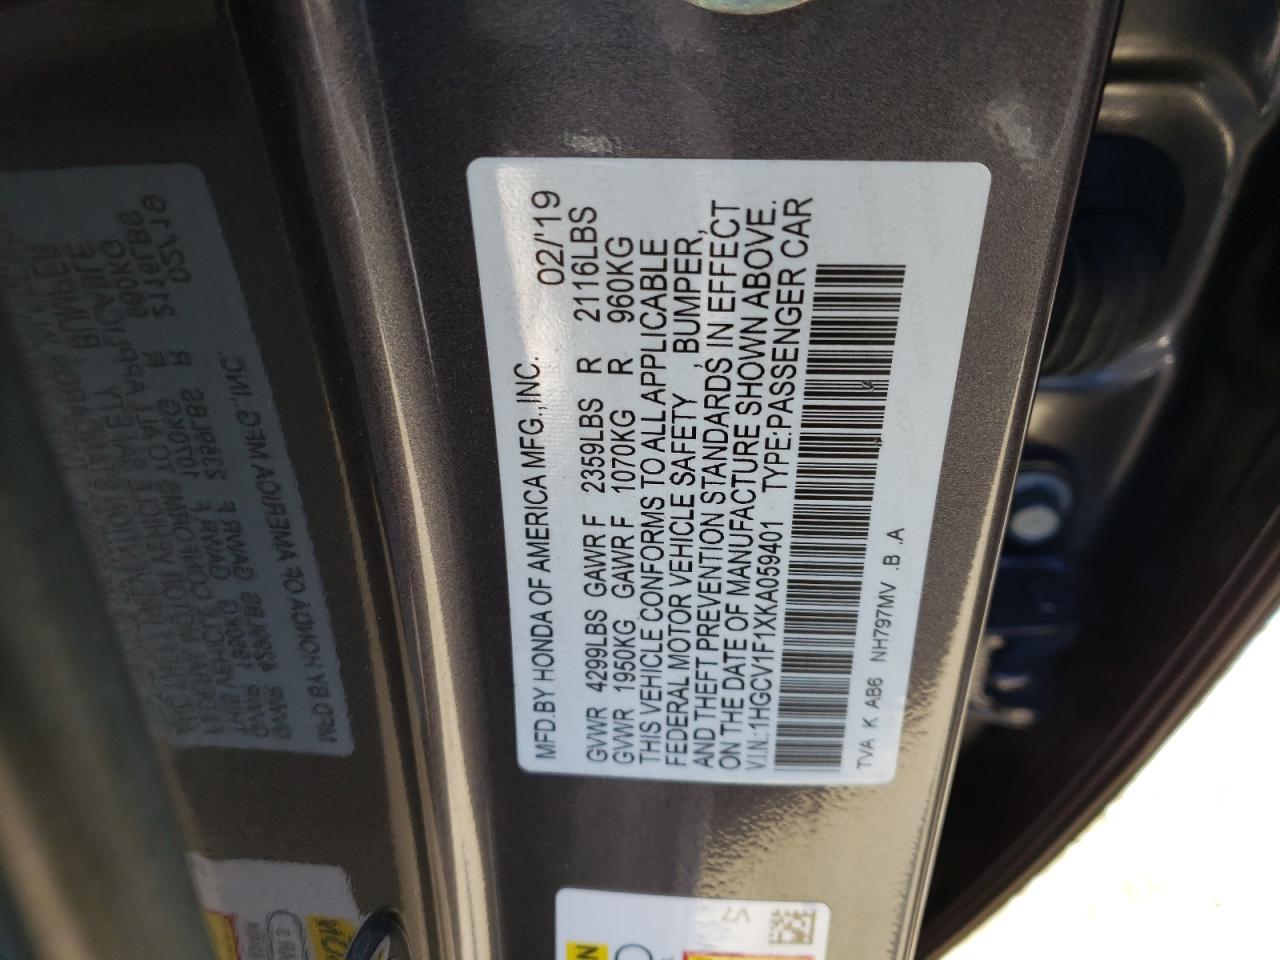 MFD.BY HONDA OF AMERICA MFG.,INC. 02/'19
GVWR 4299LBS GAWR F 2359LBS R 2116LBS
GVWR 1950KG GAWR F 1070KG R 960KG
THIS VEHICLE CONFORMS TO ALL APPLICABLE
FEDERAL MOTOR VEHICLE SAFETY , BUMPER,
AND THEFT PREVENTION STANDARDS, IN EFFECT
ON THE DATE OF MANUFACTURE SHOWN ABOVE.
V.I.N.:1HGCV1F1XKA059401 TYPE:PASSENGER CAR
TVA K AB6 NH797MV .B .A
V7